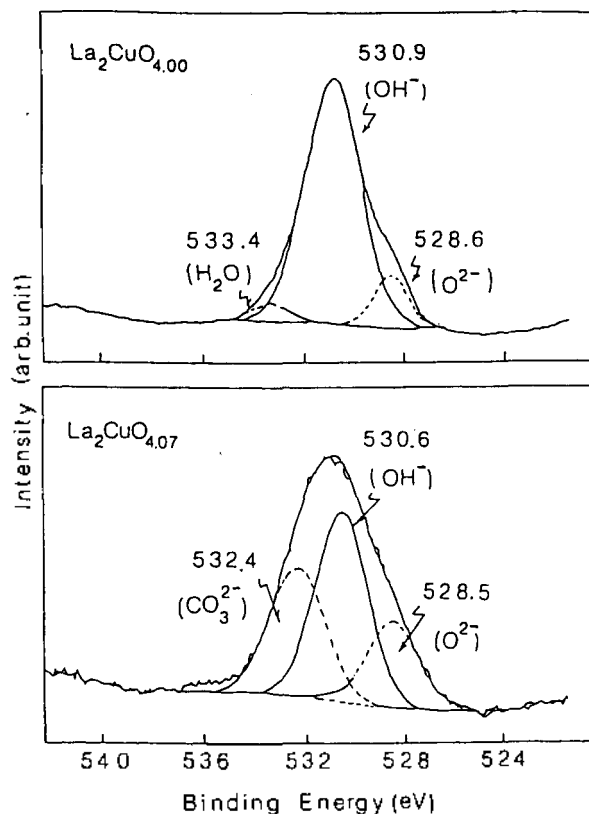 La₂CuO₄.₀₀
530.9
(OH⁻)
533.4
(H₂O)
528.6
(O²⁻)
La₂CuO₄.₀₇
530.6
(OH⁻)
532.4
(CO₃²⁻)
528.5
(O²⁻)
Intensity (arb.unit)
540 536 532 528 524
Binding Energy (eV)